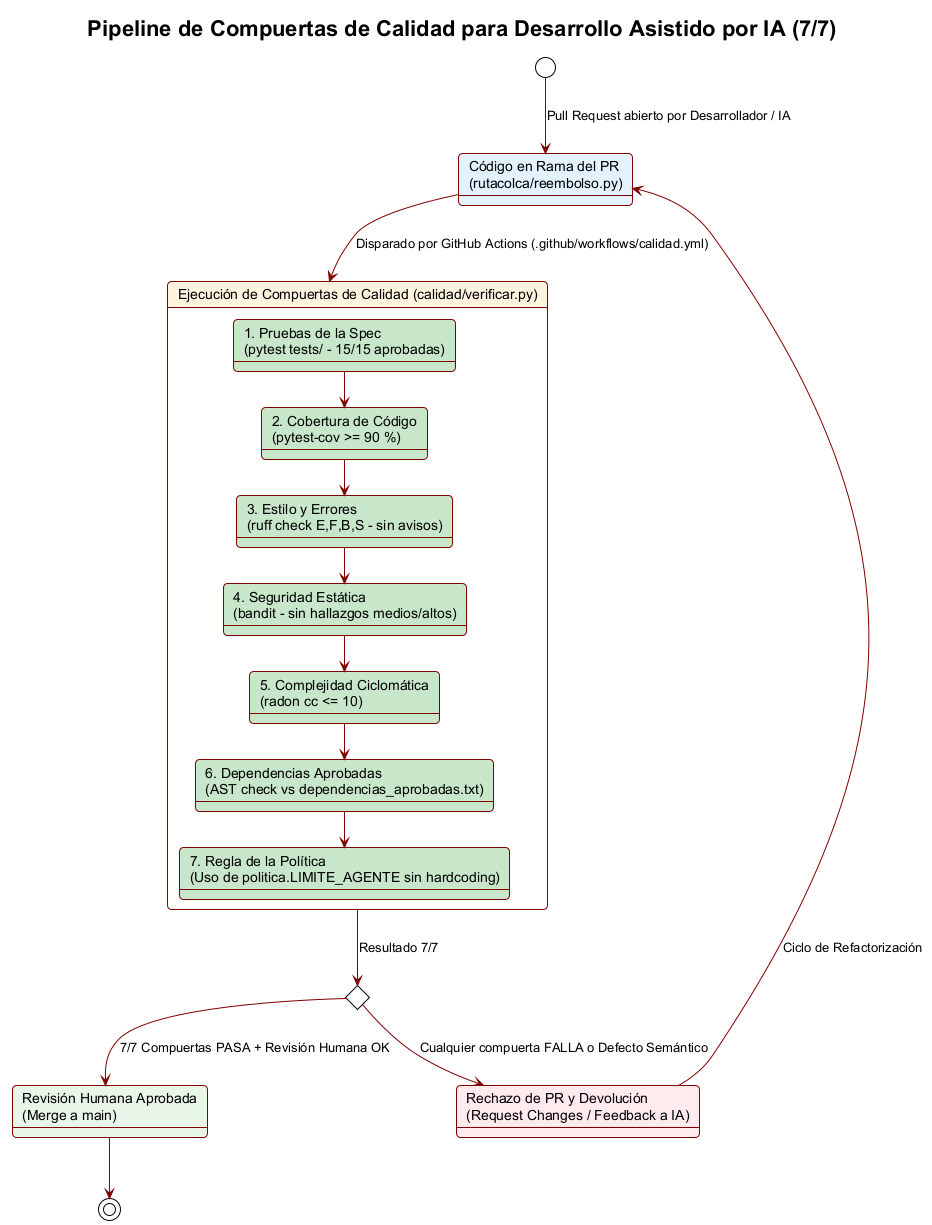 Pipeline de Compuertas de Calidad para Desarrollo Asistido por IA (7/7)
Pull Request abierto por Desarrollador / IA
Código en Rama del PR
(rutacolca/reembolso.py)
Disparado por GitHub Actions (.github/workflows/calidad.yml)
Ejecución de Compuertas de Calidad (calidad/verificar.py)
1. Pruebas de la Spec
(pytest tests/ - 15/15 aprobadas)
2. Cobertura de Código
(pytest-cov >= 90 %)
3. Estilo y Errores
(ruff check E,F,B,S - sin avisos)
4. Seguridad Estática
(bandit - sin hallazgos medios/altos)
5. Complejidad Ciclomática
(radon cc <= 10)
6. Dependencias Aprobadas
(AST check vs dependencias_aprobadas.txt)
7. Regla de la Política
(Uso de politica.LIMITE_AGENTE sin hardcoding)
Resultado 7/7
Ciclo de Refactorización
7/7 Compuertas PASA + Revisión Humana OK
Cualquier compuerta FALLA o Defecto Semántico
Revisión Humana Aprobada
(Merge a main)
Rechazo de PR y Devolución
(Request Changes / Feedback a IA)